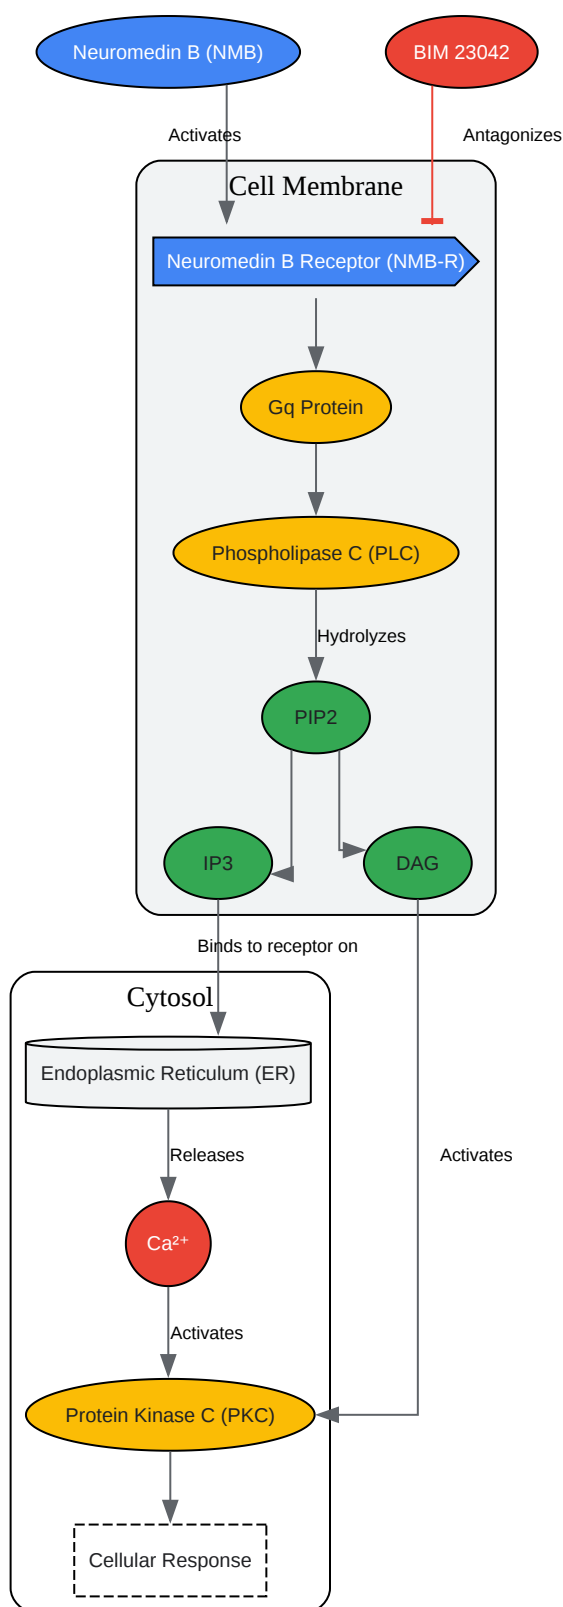 Neuromedin B (NMB)
BIM 23042
Activates
Antagonizes
Cell Membrane
Neuromedin B Receptor (NMB-R)
Gq Protein
Phospholipase C (PLC)
Hydrolyzes
PIP2
IP3
DAG
Binds to receptor on
Cytosol
Endoplasmic Reticulum (ER)
Releases
Activates
Ca²⁺
Activates
Protein Kinase C (PKC)
Cellular Response